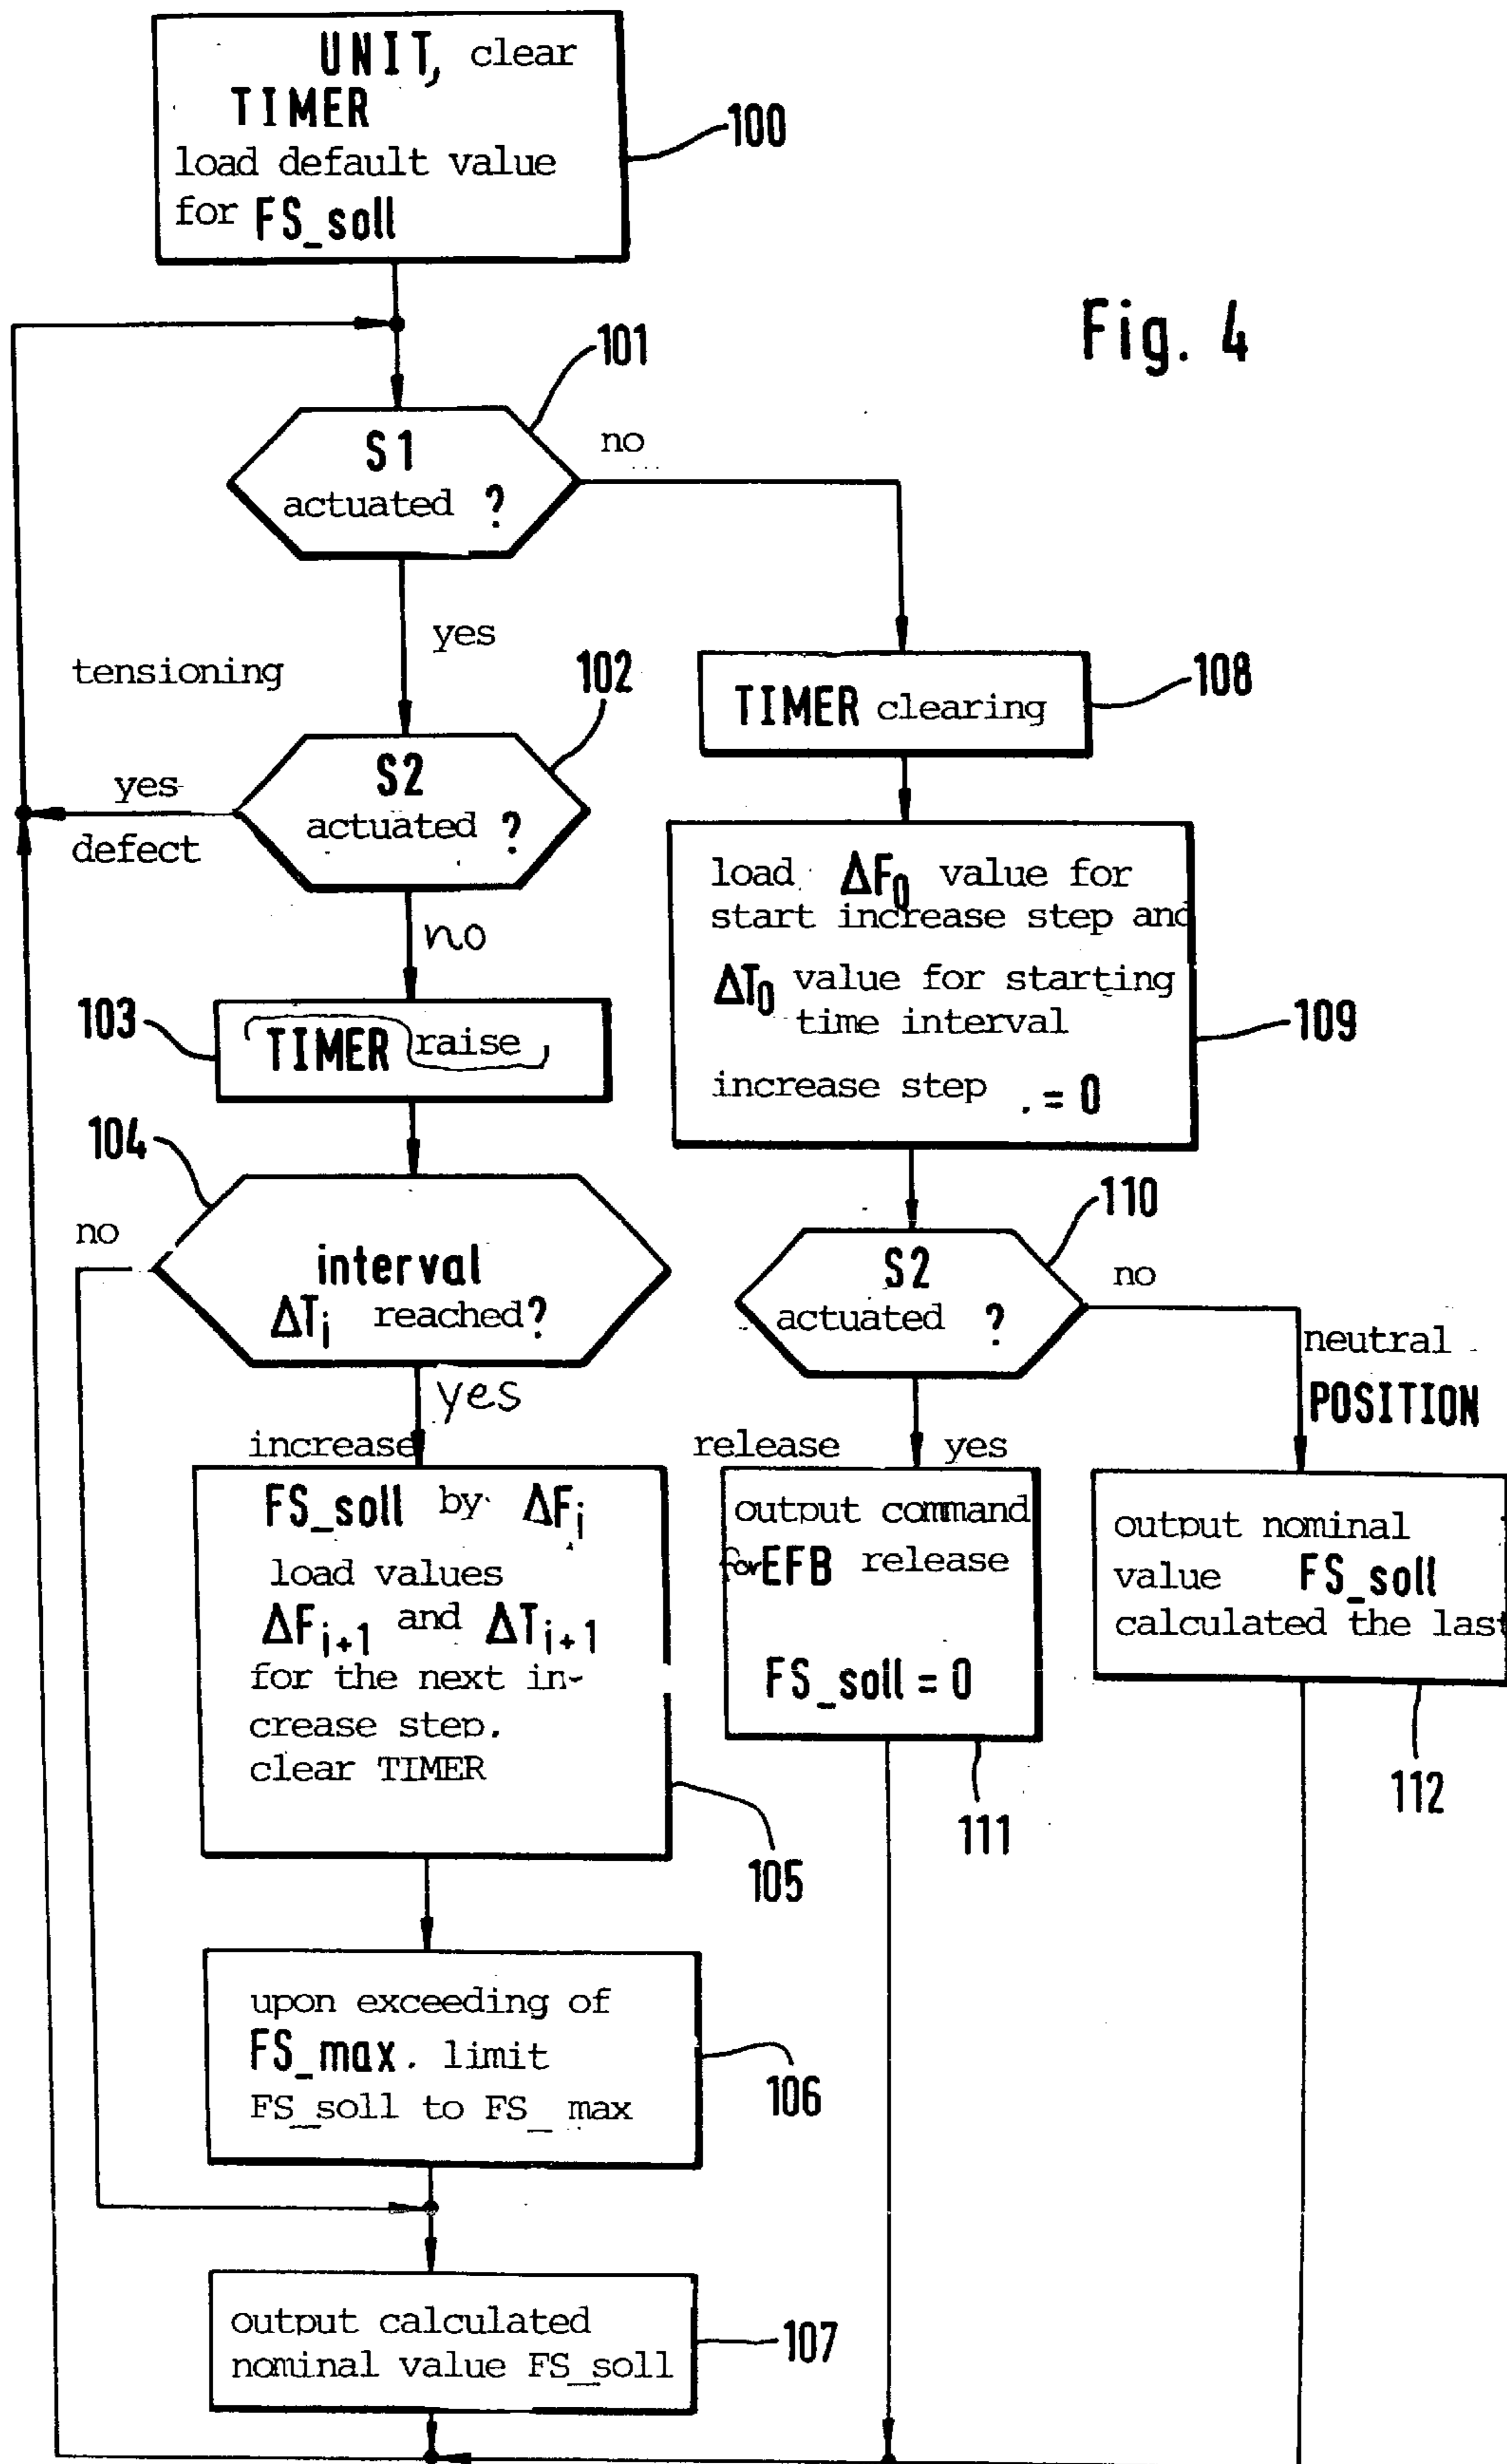 UNIT, clear
TIMER
load default value
for FS_soll
100
Fig. 4
101
S1
actuated ?
no
yes
tensioning
102
S2
actuated ?
yes
defect
no
108
TIMER clearing
load ΔF0 value for
start increase step and
ΔT0 value for starting
time interval
increase step . = 0
109
103
TIMER raise
104
no
interval
ΔTi reached?
yes
110
S2
actuated ?
no
neutral
POSITION
increase
FS_soll by ΔFi
load values
ΔFi+1 and ΔTi+1
for the next in-
crease step.
clear TIMER
105
release yes
output command
for EFB release
FS_soll = 0
111
output nominal
value FS_soll
calculated the last
112
upon exceeding of
FS_max. limit
FS_soll to FS_ max
106
output calculated
nominal value FS_soll
107